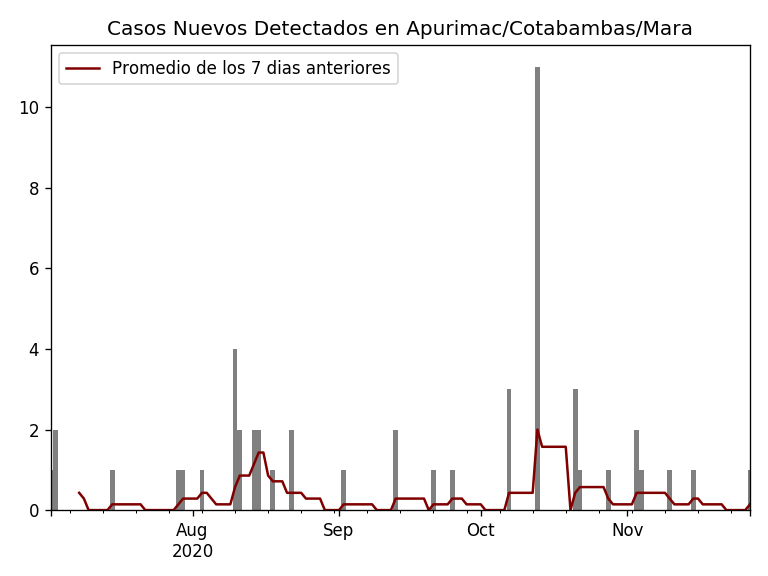 Casos Nuevos Detectados en Apurimac/Cotabambas/Mara
Promedio de los 7 dias anteriores
10
8
6
4
2
0
Aug Sep Oct Nov
2020